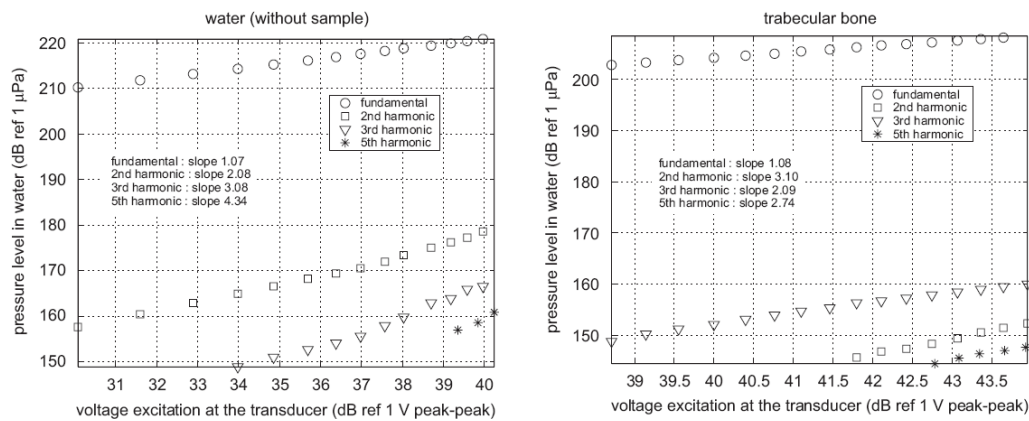 water (without sample)
pressure level in water (dB ref 1 μPa)
220
210
200
190
180
170
160
150
fundamental
2nd harmonic
3rd harmonic
5th harmonic
fundamental : slope 1.07
2nd harmonic : slope 2.08
3rd harmonic : slope 3.08
5th harmonic : slope 4.34
31 32 33 34 35 36 37 38 39 40
voltage excitation at the transducer (dB ref 1 V peak-peak)
trabecular bone
pressure level in water (dB ref 1 μPa)
200
190
180
170
160
150
fundamental
2nd harmonic
3rd harmonic
5th harmonic
fundamental : slope 1.08
2nd harmonic : slope 3.10
3rd harmonic : slope 2.09
5th harmonic : slope 2.74
39 39.5 40 40.5 41 41.5 42 42.5 43 43.5
voltage excitation at the transducer (dB ref 1 V peak-peak)